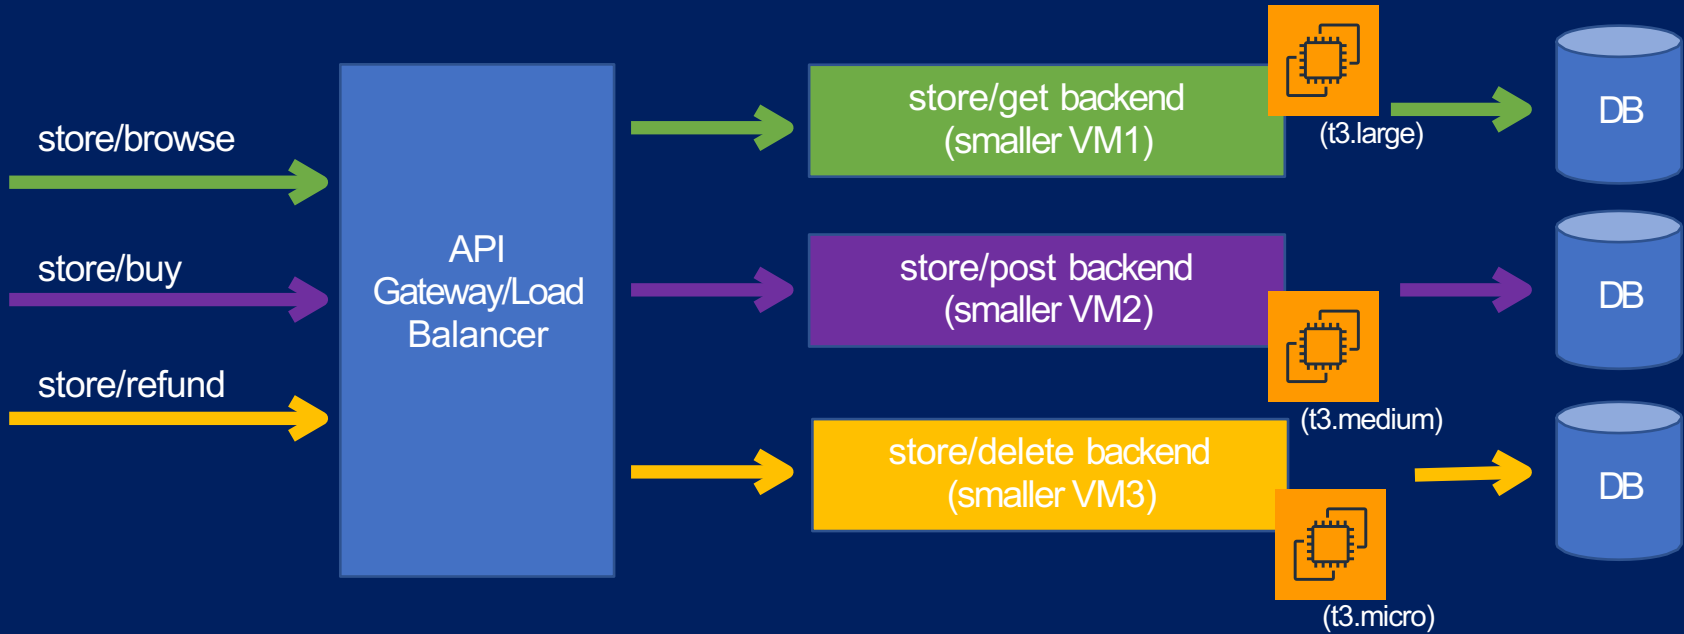 store/browse
store/buy
store/refund
API
Gateway/Load
Balancer
store/get backend
(smaller VM1)
(t3.large)
DB
store/post backend
(smaller VM2)
(t3.medium)
DB
store/delete backend
(smaller VM3)
(t3.micro)
DB